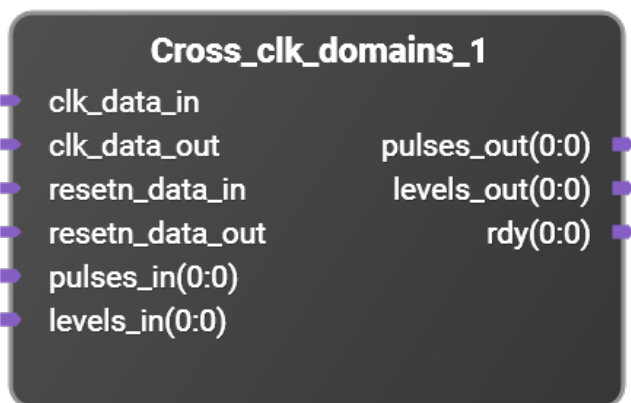 Cross_clk_domains_1
clk_data_in
clk_data_out pulses_out(0:0)
resetn_data_in levels_out(0:0)
resetn_data_out rdy(0:0)
pulses_in(0:0)
levels_in(0:0)